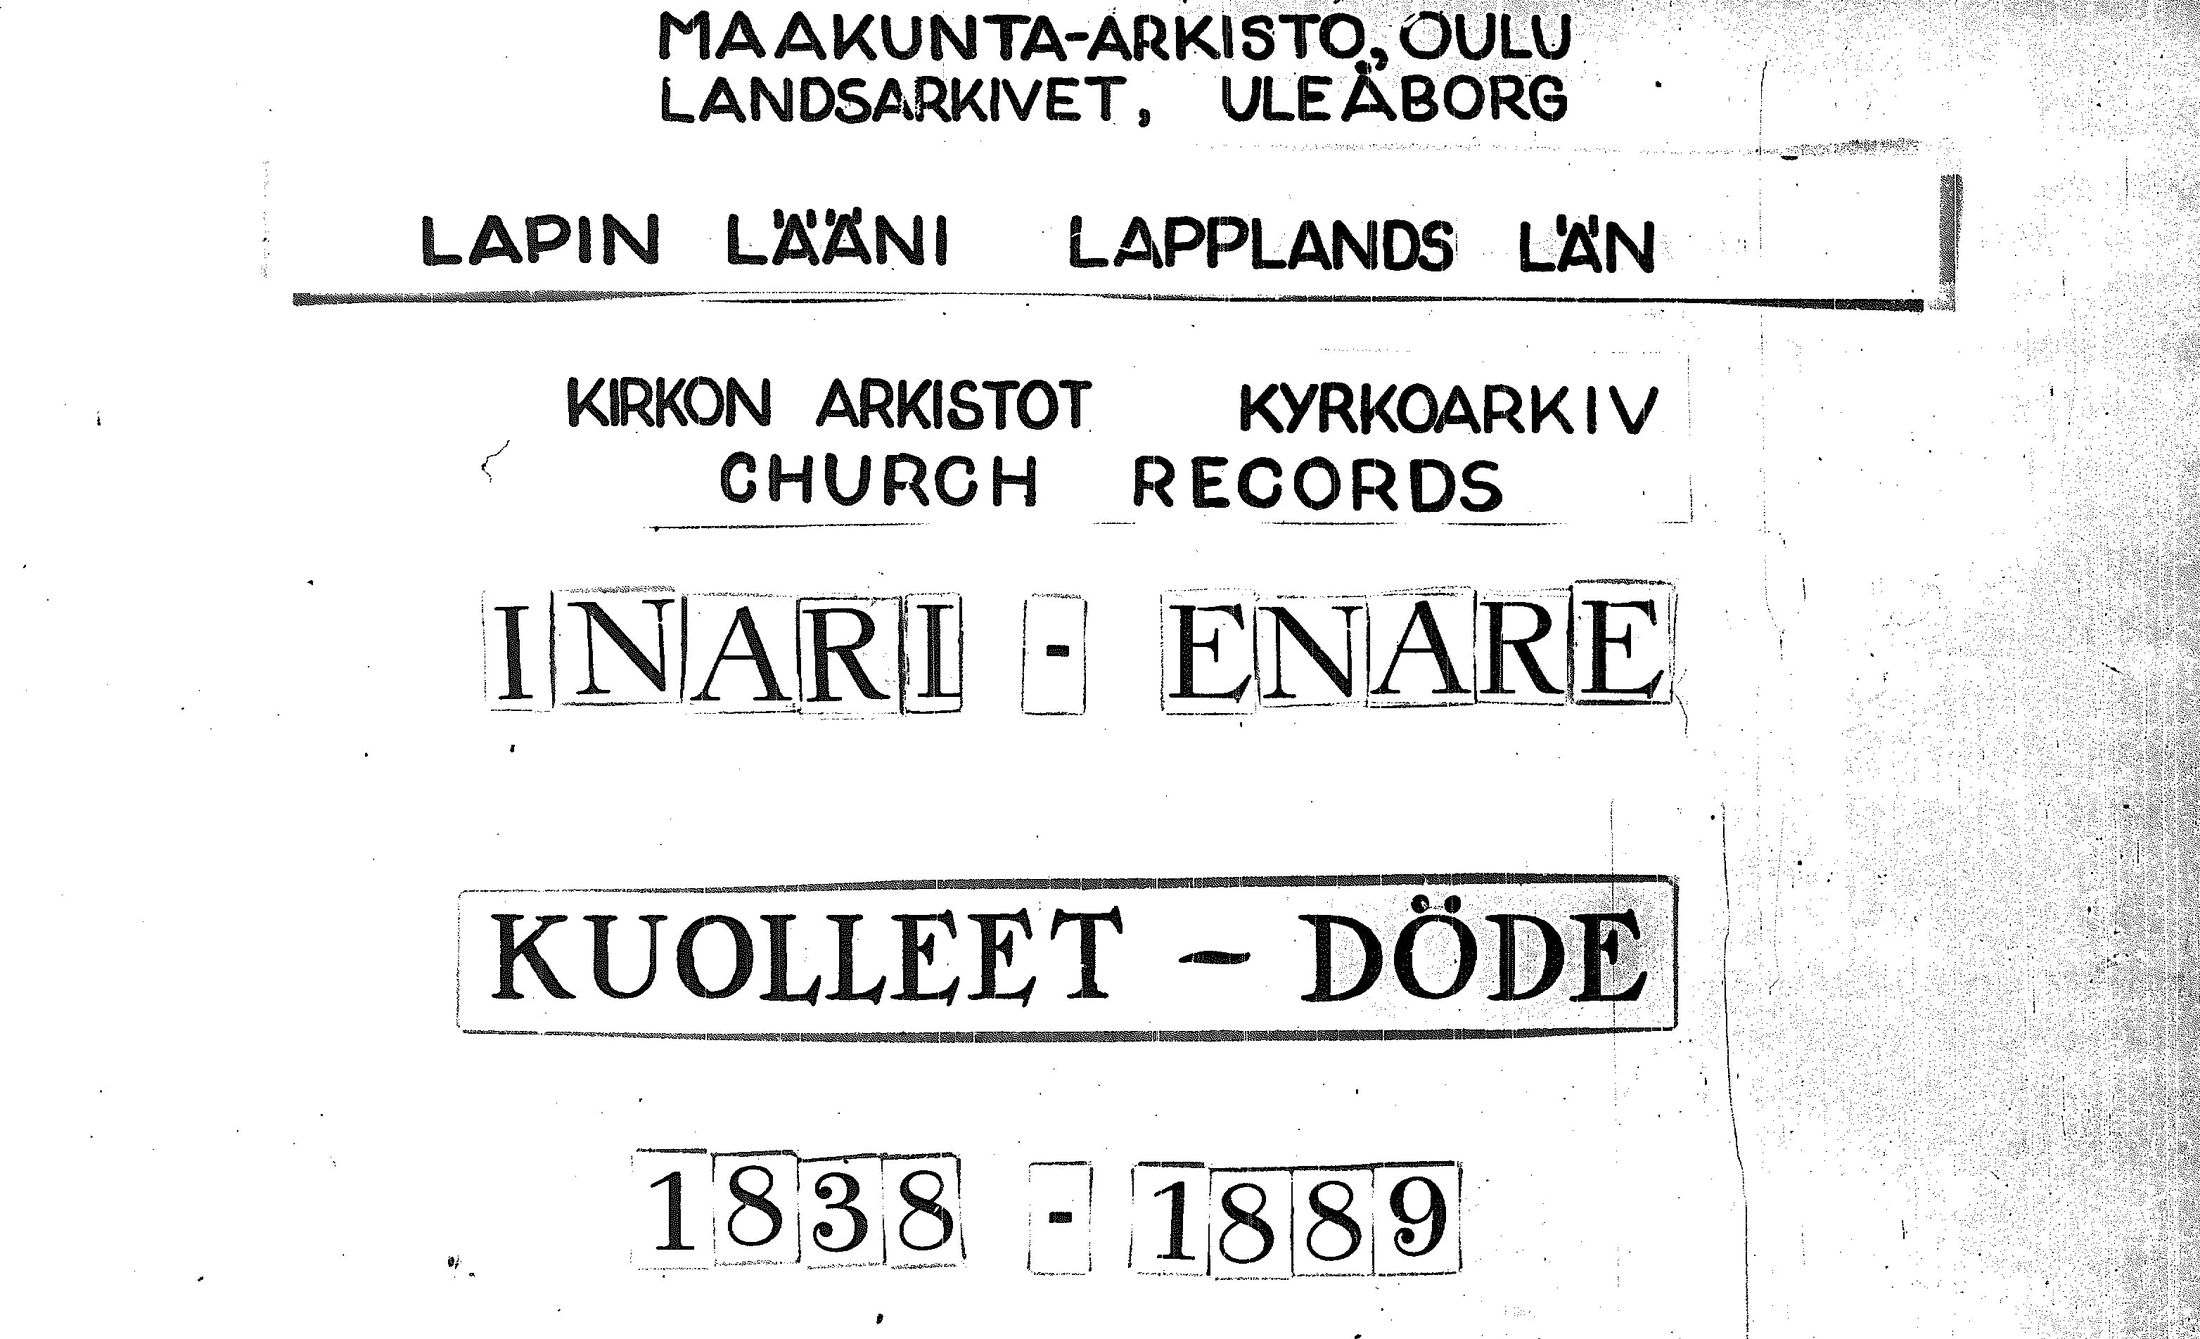 MAAKUNTA-ARKISTO, OULU
LANDSARKIVET, ULEÅBORG
LAPIN LÄÄNI LAPPLANDS LÄN
KIRKON ARKISTOT KYRKOARKIV
CHURCH RECORDS
INARI - ENARE
KUOLLEET - DÖDE
1838 - 1889